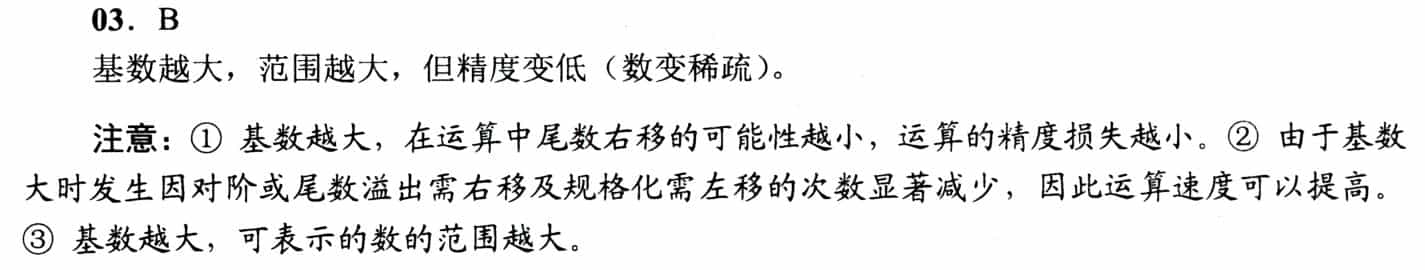 03．B
基数越大，范围越大，但精度变低（数变稀疏）。
注意：① 基数越大，在运算中尾数右移的可能性越小，运算的精度损失越小。② 由于基数
大时发生因对阶或尾数溢出需右移及规格化需左移的次数显著减少，因此运算速度可以提高。
③ 基数越大，可表示的数的范围越大。